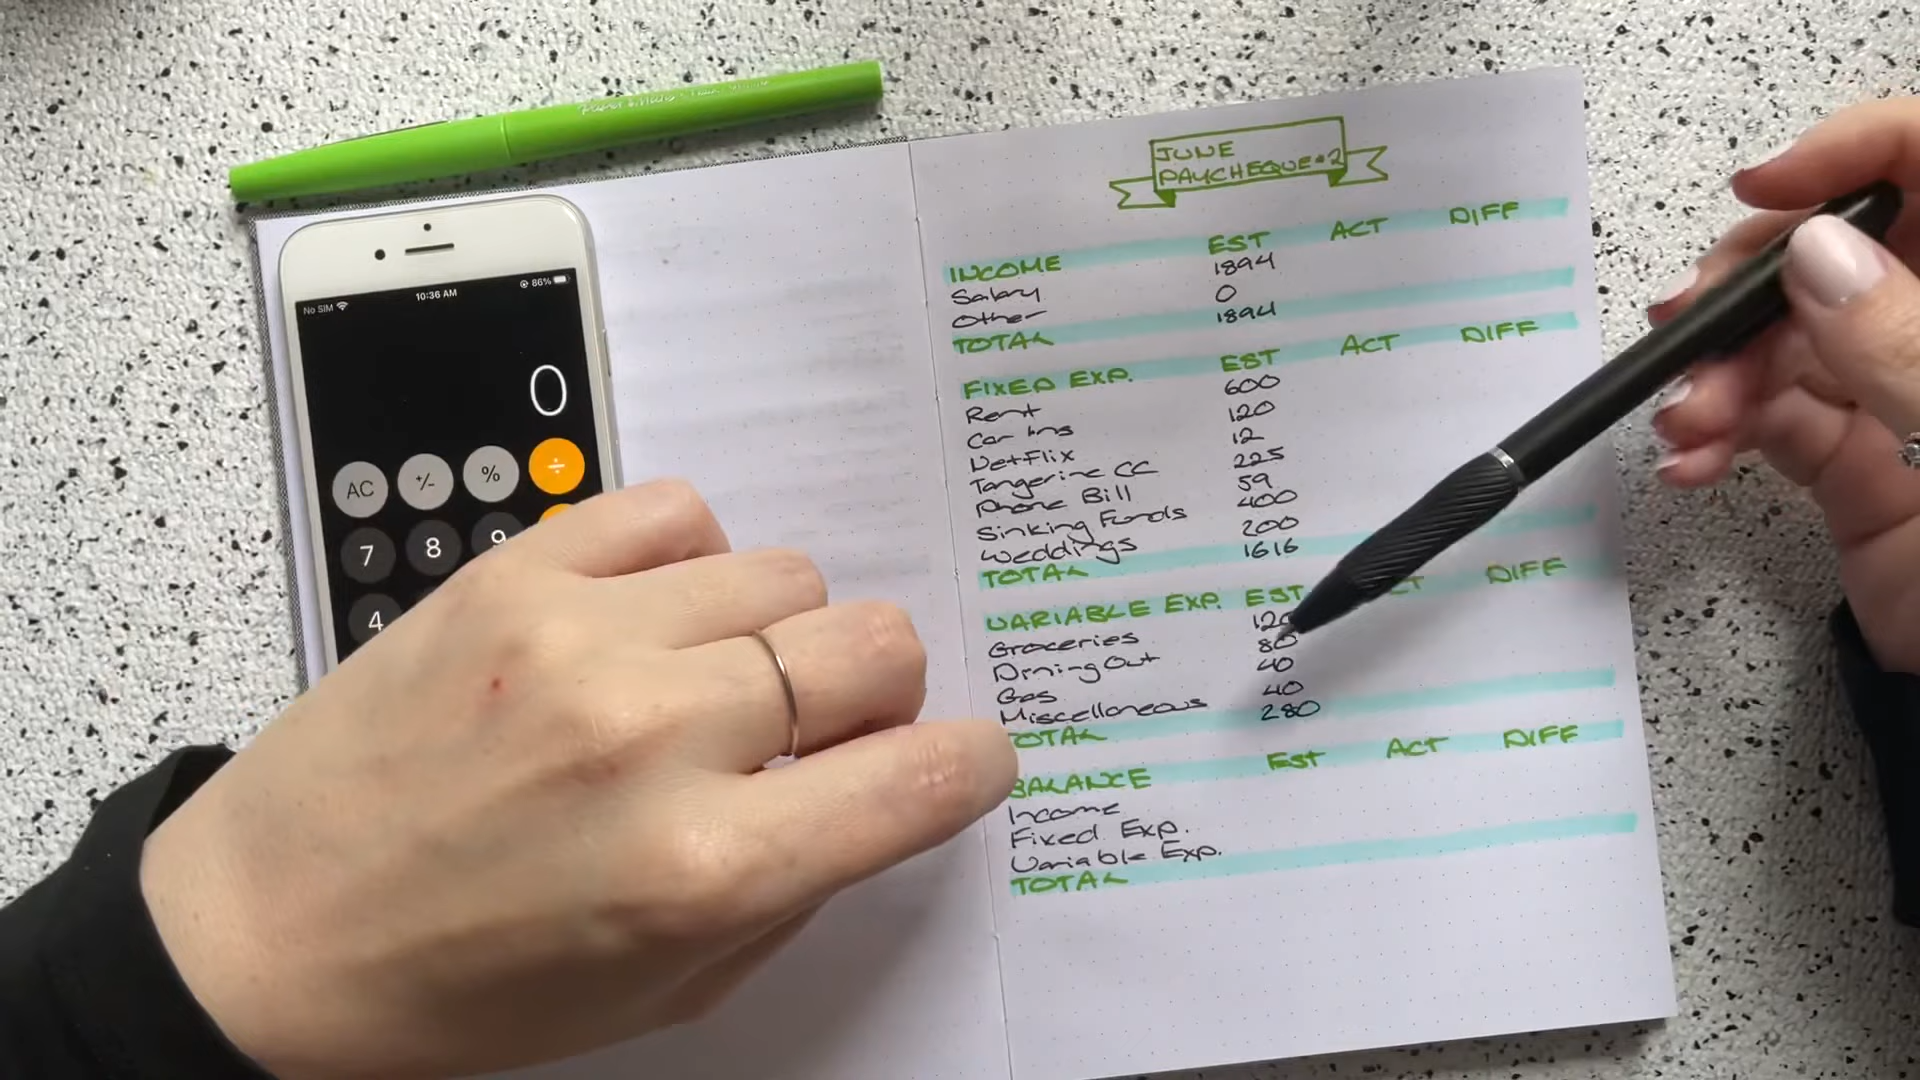 No SIM 10:36 AM 86%
0
AC +/- % ÷
7 8 9
4
JUNE
PAYCHEQUE #2
INCOME EST ACT DIFF
Salary 1894
Other 0
TOTAL 1894
FIXED EXP. EST ACT DIFF
Rent 600
Car Ins 120
Netflix 12
Tangerine CC 225
Phone Bill 59
Sinking Funds 400
Weddings 200
TOTAL 1616
VARIABLE EXP. EST DIFF
Groceries 120
Dining Out 80
Gas 40
Miscellaneous 40
TOTAL 280
BALANCE EST ACT DIFF
Income
Fixed Exp.
Variable Exp.
TOTAL